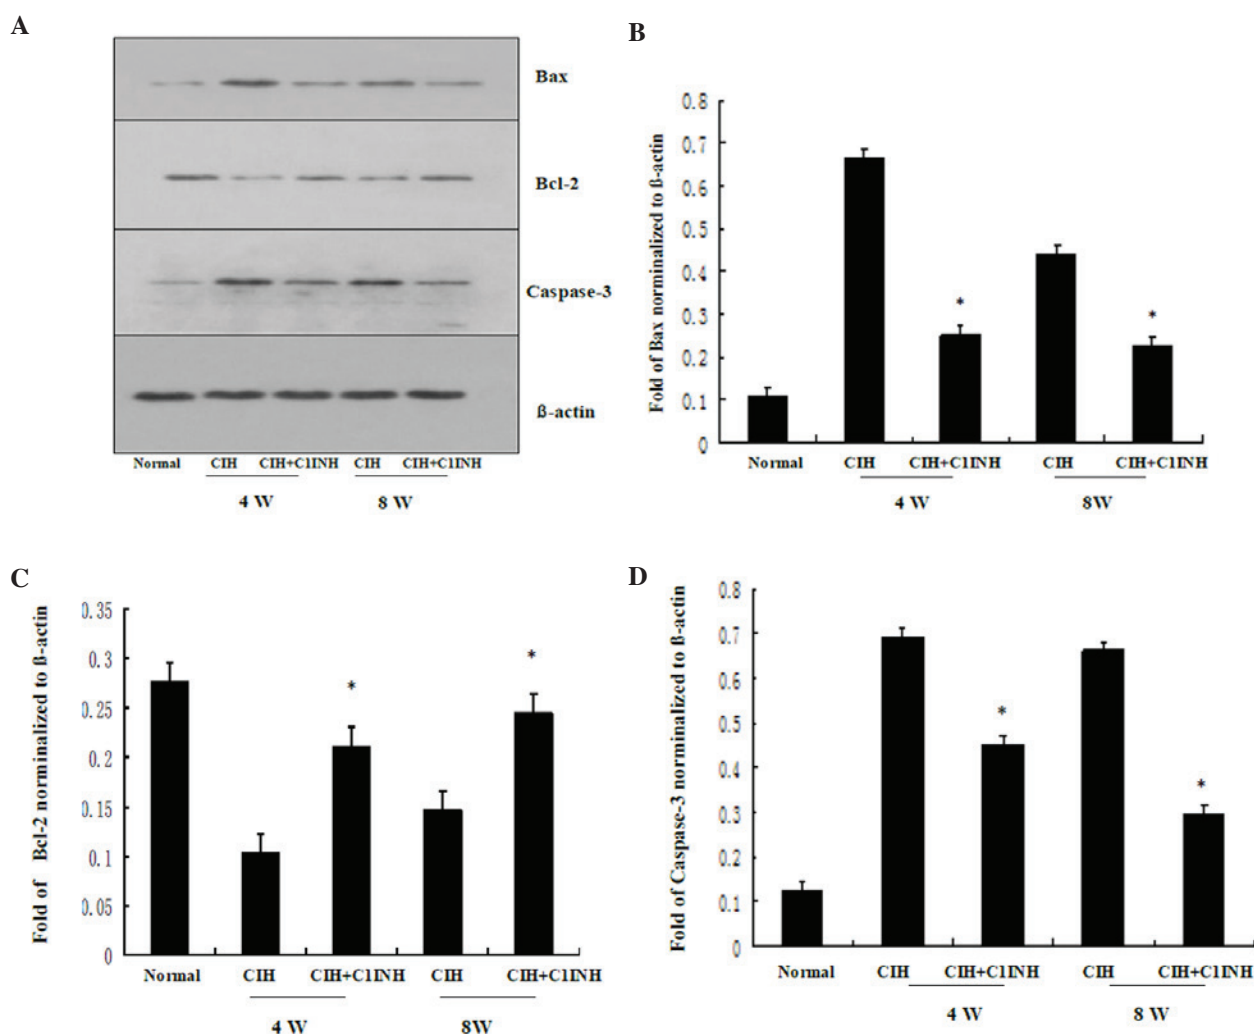 A
Bax
Bcl-2
Caspase-3
ß-actin
Normal CIH CIH+C1INH CIH CIH+C1INH
4 W 8 W
B
Fold of Bax norminalized to ß-actin
0.8
0.7
0.6
0.5
0.4
0.3
0.2
0.1
0
*
*
Normal CIH CIH+C1INH CIH CIH+C1INH
4 W 8W
C
Fold of Bcl-2 norminalized to ß-actin
0.35
0.3
0.25
0.2
0.15
0.1
0.05
0
*
*
Normal CIH CIH+C1INH CIH CIH+C1INH
4 W 8W
D
Fold of Caspase-3 norminalized to ß-actin
0.8
0.7
0.6
0.5
0.4
0.3
0.2
0.1
0
*
*
Normal CIH CIH+C1INH CIH CIH+C1INH
4 W 8 W